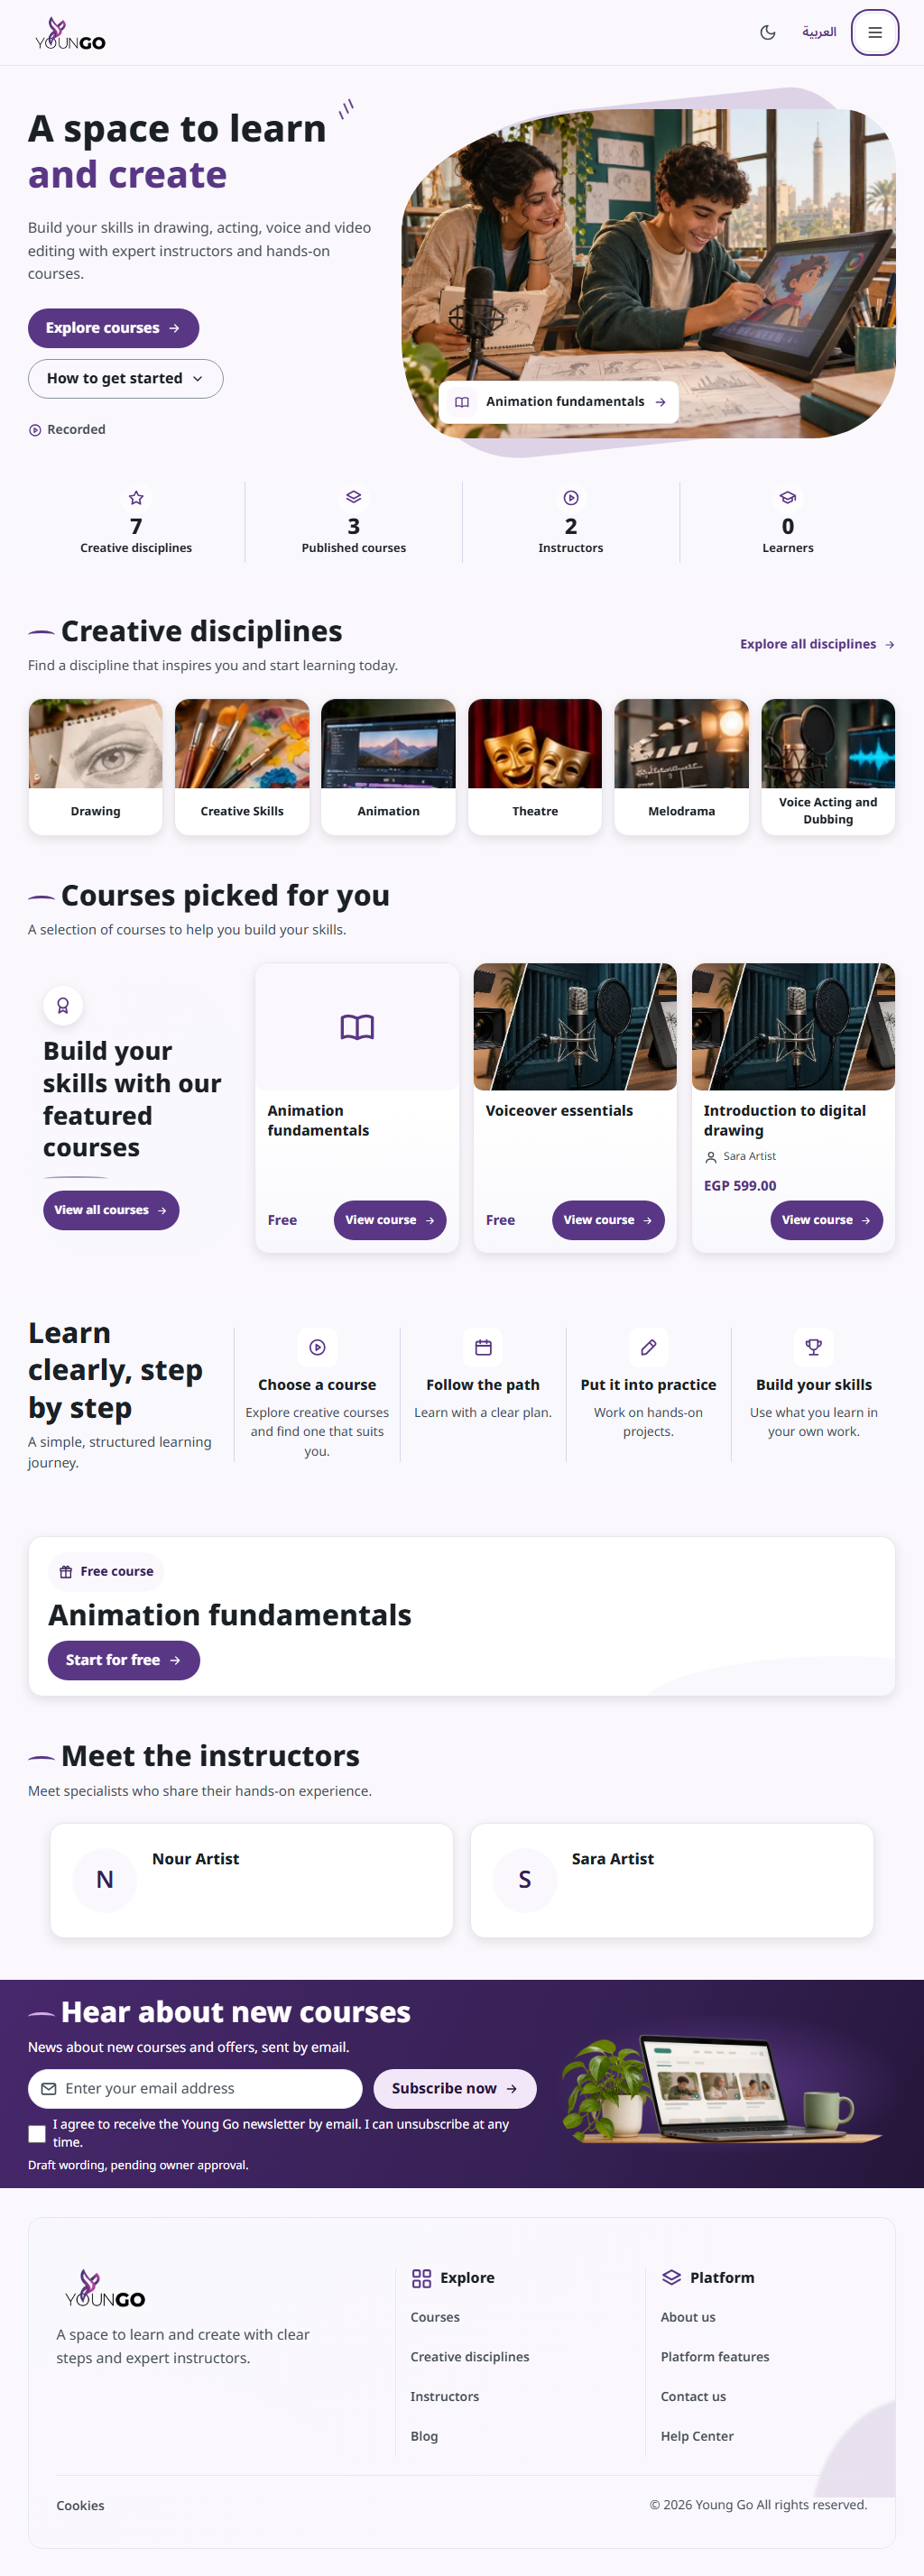 YOUNGO
العربية
A space to learn
and create
Build your skills in drawing, acting, voice and video
editing with expert instructors and hands-on
courses.
Explore courses
How to get started
Recorded
Animation fundamentals
7
Creative disciplines
3
Published courses
2
Instructors
0
Learners
Creative disciplines
Find a discipline that inspires you and start learning today.
Explore all disciplines
Drawing
Creative Skills
Animation
Theatre
Melodrama
Voice Acting and
Dubbing
Courses picked for you
A selection of courses to help you build your skills.
Build your
skills with our
featured
courses
View all courses
Animation
fundamentals
Free
View course
Voiceover essentials
Free
View course
Introduction to digital
drawing
Sara Artist
EGP 599.00
View course
Learn
clearly, step
by step
A simple, structured learning
journey.
Choose a course
Explore creative courses
and find one that suits
you.
Follow the path
Learn with a clear plan.
Put it into practice
Work on hands-on
projects.
Build your skills
Use what you learn in
your own work.
Free course
Animation fundamentals
Start for free
Meet the instructors
Meet specialists who share their hands-on experience.
N
Nour Artist
S
Sara Artist
Hear about new courses
News about new courses and offers, sent by email.
Enter your email address
Subscribe now
I agree to receive the Young Go newsletter by email. I can unsubscribe at any
time.
Draft wording, pending owner approval.
YOUNGO
A space to learn and create with clear
steps and expert instructors.
Explore
Courses
Creative disciplines
Instructors
Blog
Platform
About us
Platform features
Contact us
Help Center
Cookies
© 2026 Young Go All rights reserved.